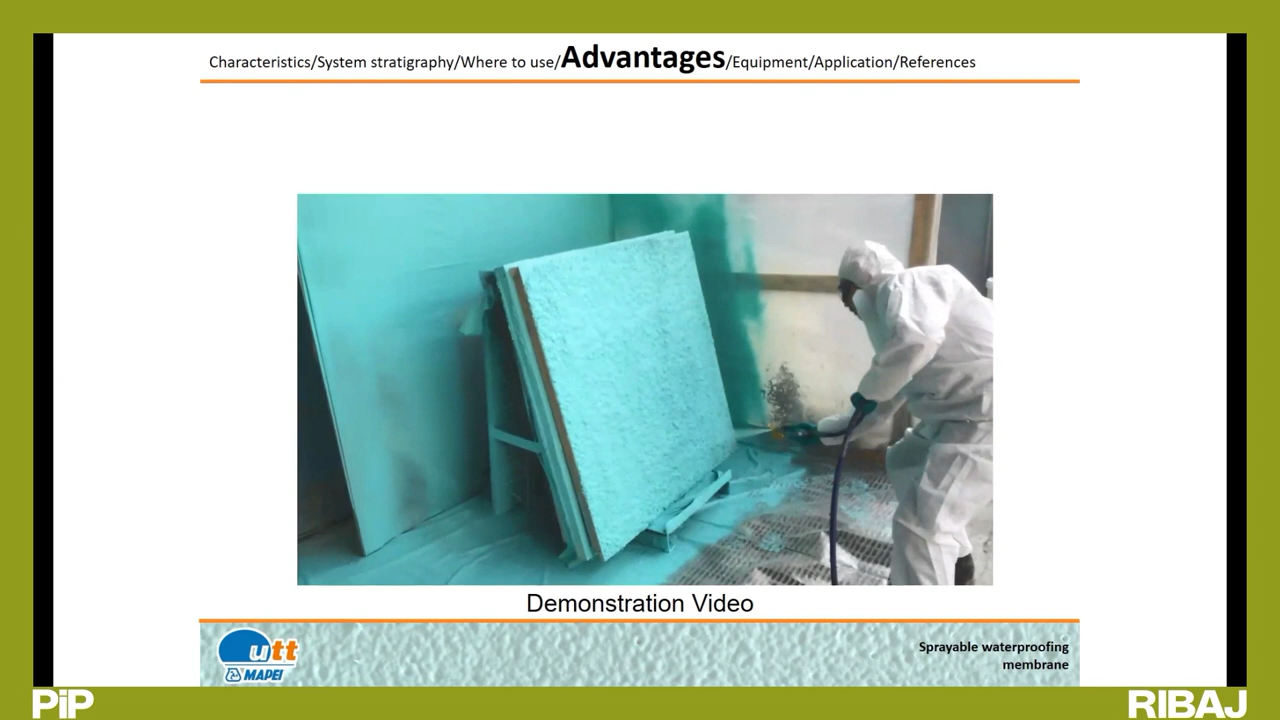 Characteristics/System stratigraphy/Where to use/Advantages/Equipment/Application/References
Demonstration Video
utt
MAPEI
Sprayable waterproofing
membrane
PiP
RIBAJ